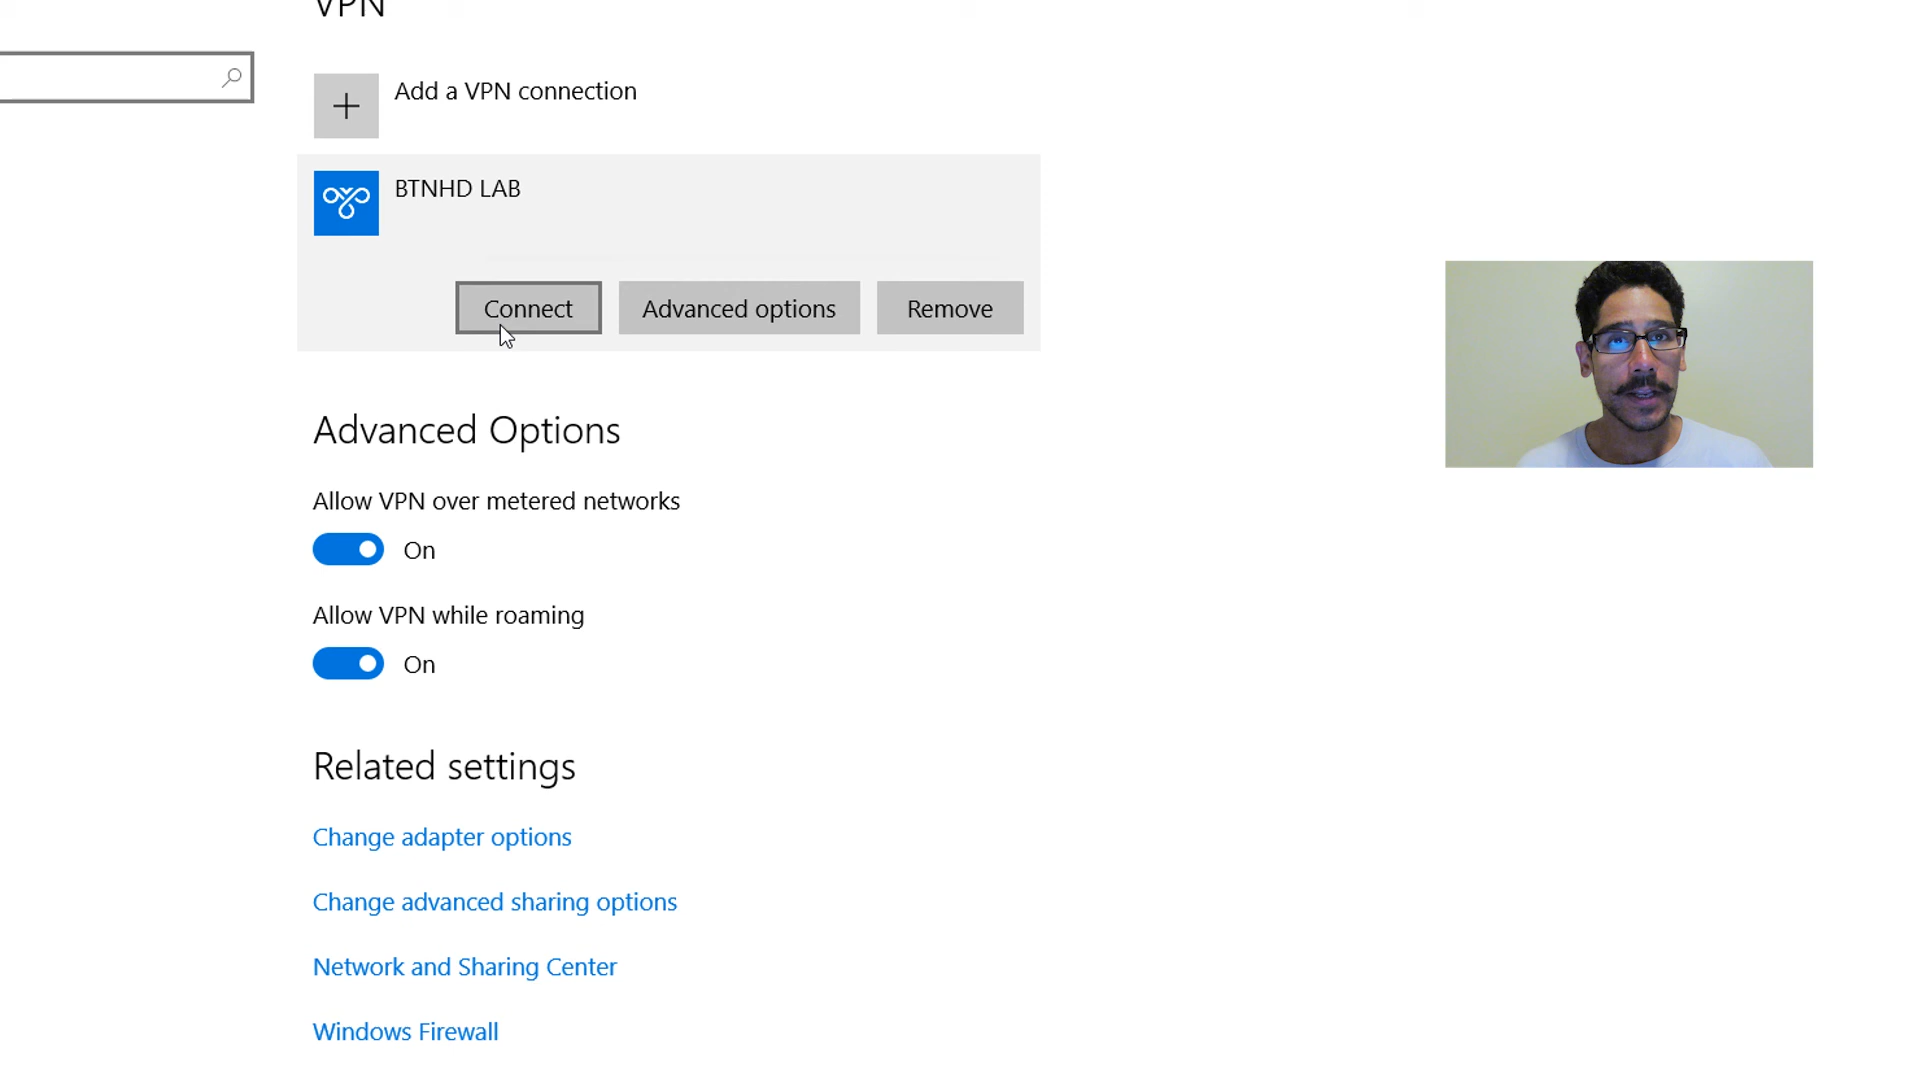 VPN
Add a VPN connection
BTNHD LAB
Connect
Advanced options
Remove
Advanced Options
Allow VPN over metered networks
On
Allow VPN while roaming
On
Related settings
Change adapter options
Change advanced sharing options
Network and Sharing Center
Windows Firewall